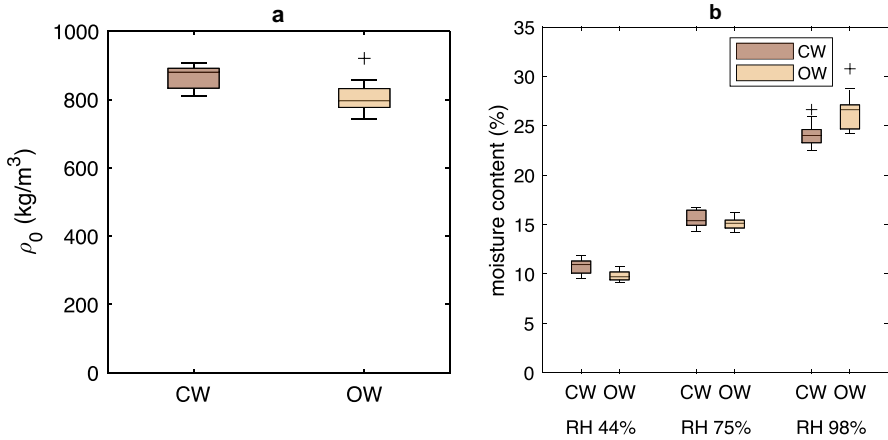 a
1000
800
600
400
200
0
ρ0 (kg/m3)
CW OW
b
35
30
25
20
15
10
5
0
moisture content (%)
CW
OW
CW OW CW OW CW OW
RH 44% RH 75% RH 98%